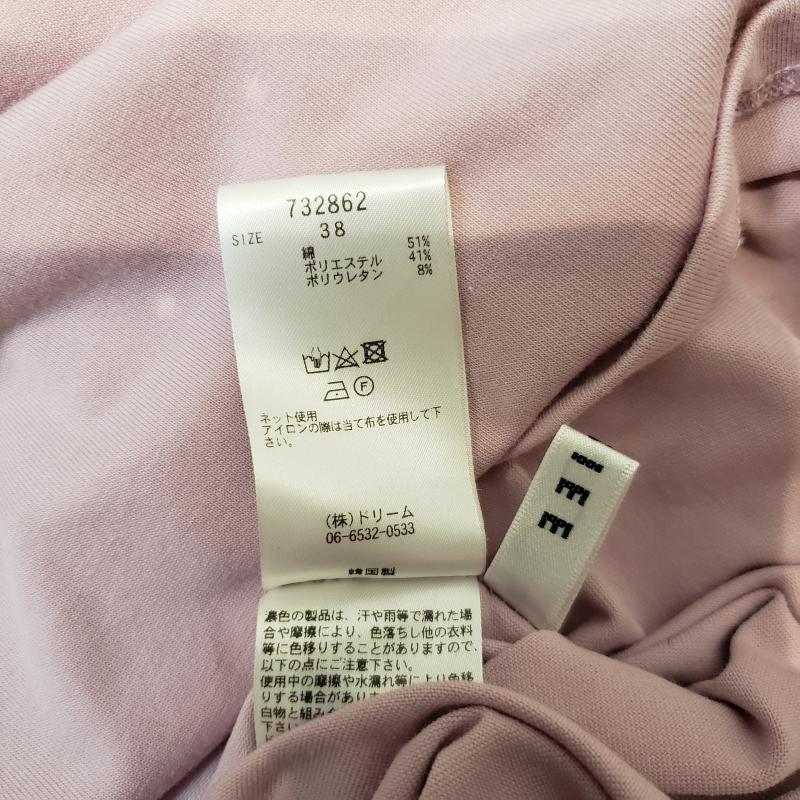 732862
SIZE 38
綿 51%
ポリエステル 41%
ポリウレタン 8%
F
ネット使用
アイロンの際は当て布を使用して下
さい。
(株)ドリーム
06-6532-0533
韓国製
濃色の製品は、汗や雨等で濡れた場
合や摩擦により、色落ちし他の衣料
等に色移りすることがありますので、
以下の点にご注意下さい。
使用中の摩擦や水濡れ等により色移
りする場合があり
白物と組み
下さい